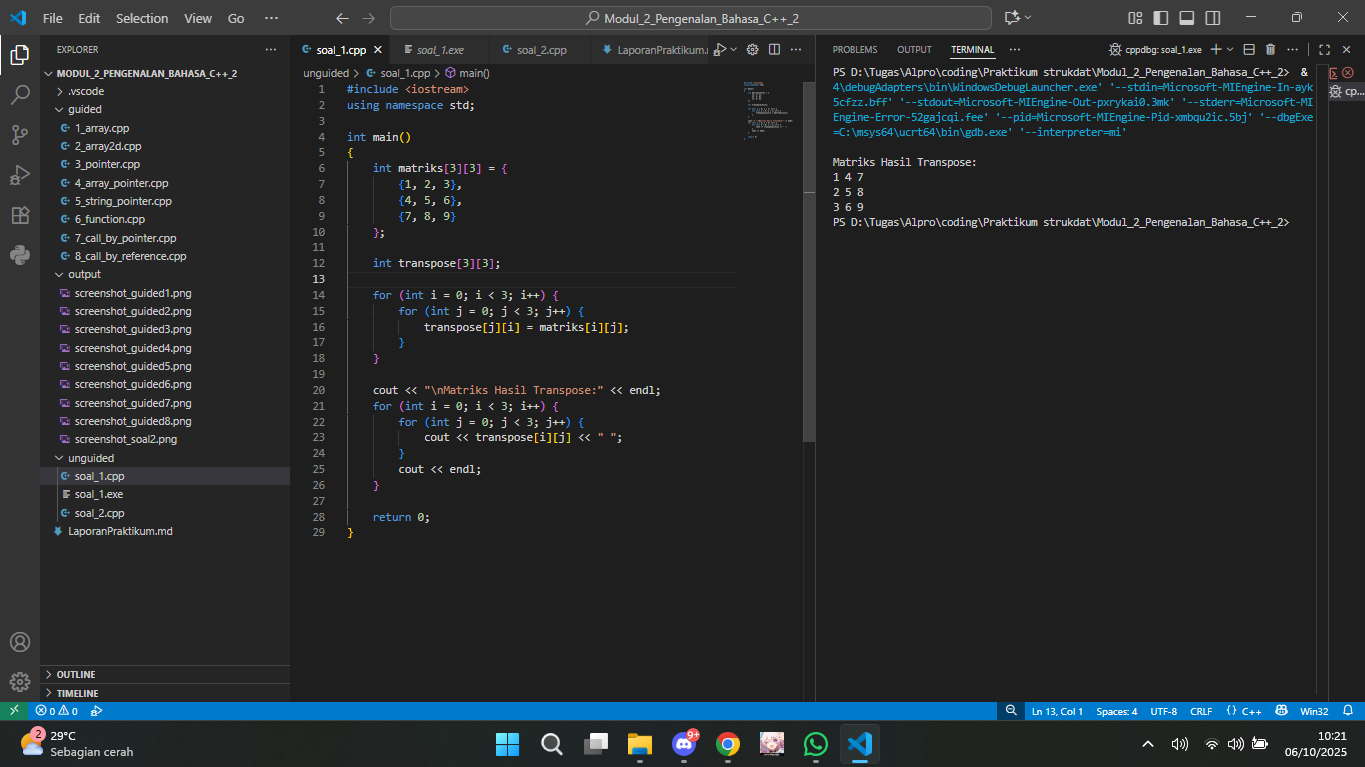 File Edit Selection View Go ···
Modul_2_Pengenalan_Bahasa_C++_2
EXPLORER ···
MODUL_2_PENGENALAN_BAHASA_C++_2
.vscode
guided
1_array.cpp
2_array2d.cpp
3_pointer.cpp
4_array_pointer.cpp
5_string_pointer.cpp
6_function.cpp
7_call_by_pointer.cpp
8_call_by_reference.cpp
output
screenshot_guided1.png
screenshot_guided2.png
screenshot_guided3.png
screenshot_guided4.png
screenshot_guided5.png
screenshot_guided6.png
screenshot_guided7.png
screenshot_guided8.png
screenshot_soal2.png
unguided
soal_1.cpp
soal_1.exe
soal_2.cpp
LaporanPraktikum.md
OUTLINE
TIMELINE
soal_1.cpp soal_1.exe soal_2.cpp LaporanPraktikum.
unguided > soal_1.cpp > main()
1 #include <iostream>
2 using namespace std;
3
4 int main()
5 {
6 int matriks[3][3] = {
7 {1, 2, 3},
8 {4, 5, 6},
9 {7, 8, 9}
10 };
11
12 int transpose[3][3];
13
14 for (int i = 0; i < 3; i++) {
15 for (int j = 0; j < 3; j++) {
16 transpose[j][i] = matriks[i][j];
17 }
18 }
19
20 cout << "\nMatriks Hasil Transpose:" << endl;
21 for (int i = 0; i < 3; i++) {
22 for (int j = 0; j < 3; j++) {
23 cout << transpose[i][j] << " ";
24 }
25 cout << endl;
26 }
27
28 return 0;
29 }
PROBLEMS OUTPUT TERMINAL ··· cppdbg: soal_1.exe
PS D:\Tugas\Alpro\coding\Praktikum strukdat\Modul_2_Pengenalan_Bahasa_C++_2> &
4\debugAdapters\bin\WindowsDebugLauncher.exe' '--stdin=Microsoft-MIEngine-In-ayk
5cfzz.bff' '--stdout=Microsoft-MIEngine-Out-pxrykai0.3mk' '--stderr=Microsoft-MI
Engine-Error-52gajcqi.fee' '--pid=Microsoft-MIEngine-Pid-xmbqu2ic.5bj' '--dbgExe
=C:\msys64\ucrt64\bin\gdb.exe' '--interpreter=mi'
Matriks Hasil Transpose:
1 4 7
2 5 8
3 6 9
PS D:\Tugas\Alpro\coding\Praktikum strukdat\Modul_2_Pengenalan_Bahasa_C++_2>
cp...
0 0 Ln 13, Col 1 Spaces: 4 UTF-8 CRLF {} C++ Win32
2
29°C
Sebagian cerah
9+
10:21
06/10/2025